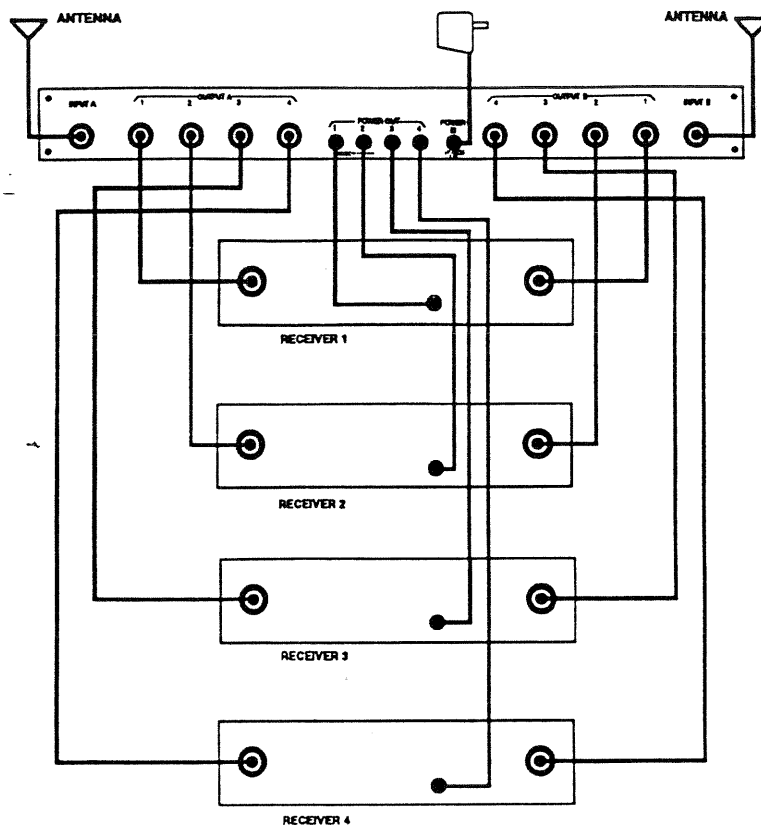 ANTENNA
ANTENNA
INPUT A
OUTPUT A
1 2 3 4
POWER OUT
1 2 3 4
POWER
OUTPUT B
4 3 2 1
INPUT B
RECEIVER 1
RECEIVER 2
RECEIVER 3
RECEIVER 4